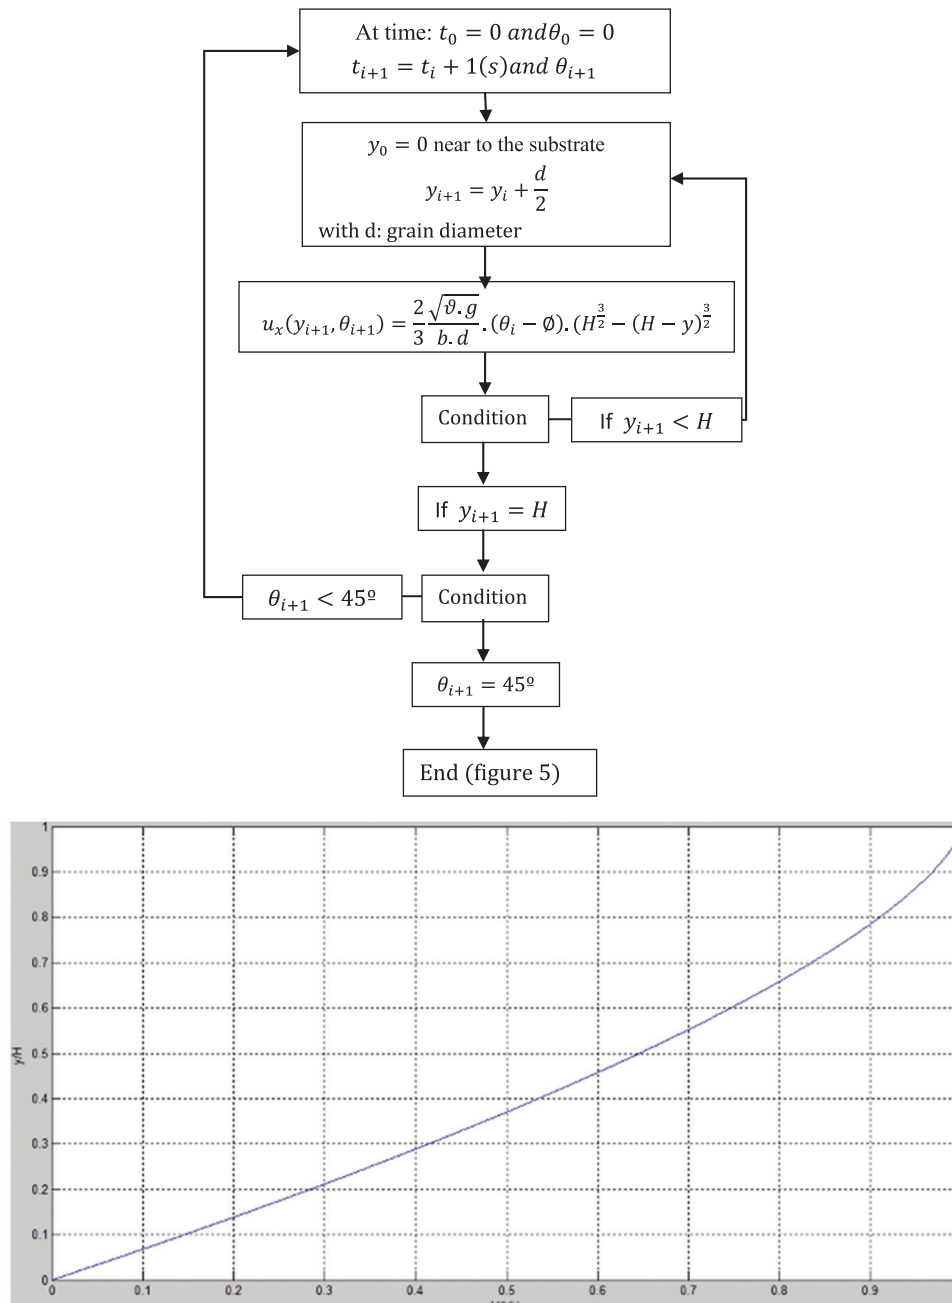 At time: t₀ = 0 andθ₀ = 0
tᵢ₊₁ = tᵢ + 1(s)and θᵢ₊₁
y₀ = 0 near to the substrate
yᵢ₊₁ = yᵢ + d/2
with d: grain diameter
uₓ(yᵢ₊₁, θᵢ₊₁) = 2/3 √(ϑ.g)/(b.d) .(θᵢ − ∅).(H^(3/2) − (H − y)^(3/2)
Condition
If yᵢ₊₁ < H
If yᵢ₊₁ = H
θᵢ₊₁ < 45º
Condition
θᵢ₊₁ = 45º
End (figure 5)
1
0.9
0.8
0.7
0.6
y/H
0.5
0.4
0.3
0.2
0.1
0
0 0.1 0.2 0.3 0.4 0.5 0.6 0.7 0.8 0.9